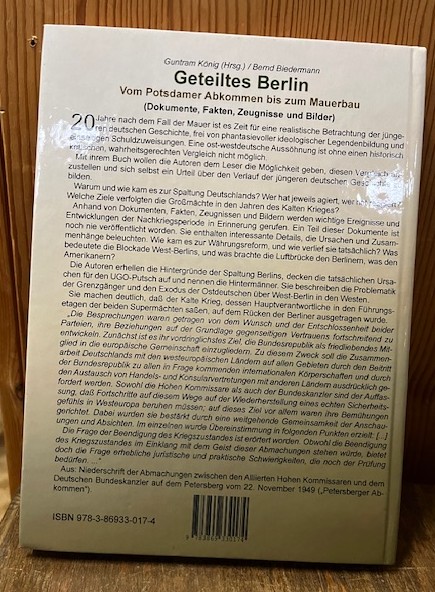 Guntram König (Hrsg.) / Bernd Biedermann
Geteiltes Berlin
Vom Potsdamer Abkommen bis zum Mauerbau
(Dokumente, Fakten, Zeugnisse und Bilder)
20 Jahre nach dem Fall der Mauer ist es Zeit für eine realistische Betrachtung der jünge-
ren deutschen Geschichte, frei von phantasievoller ideologischer Legendenbildung und
einseitigen Schuldzuweisungen. Eine ost-westdeutsche Aussöhnung ist ohne einen historisch
kritischen, wahrheitsgerechten Vergleich nicht möglich.
Mit ihrem Buch wollen die Autoren dem Leser die Möglichkeit geben, diesen Vergleich
zustellen und sich selbst ein Urteil über den Verlauf der jüngeren deutschen Geschichte
bilden.
Warum und wie kam es zur Spaltung Deutschlands? Wer hat jeweils agiert, wer
Welche Ziele verfolgten die Großmächte in den Jahren des Kalten Krieges?
Anhand von Dokumenten, Fakten, Zeugnissen und Bildern werden wichtige Ereignisse und
Entwicklungen der Nachkriegsperiode in Erinnerung gerufen. Ein Teil dieser Dokumente ist
noch nie veröffentlicht worden. Sie enthalten interessante Details, die Ursachen und Zusam-
menhänge beleuchten. Wie kam es zur Währungsreform, und wie verlief sie tatsächlich? Was
bedeutete die Blockade West-Berlins, und was brachte die Luftbrücke den Berlinern, was den
Amerikanern?
Die Autoren erhellen die Hintergründe der Spaltung Berlins, decken die tatsächlichen Ursa-
chen für den UGO-Putsch auf und nennen die Hintermänner. Sie beschreiben die Problematik
der Grenzgänger und den Exodus der Ostdeutschen über West-Berlin in den Westen.
Sie machen deutlich, daß der Kalte Krieg, dessen Hauptverantwortliche in den Führungs-
etagen der beiden Supermächten saßen, auf dem Rücken der Berliner ausgetragen wurde.
„Die Besprechungen waren getragen von dem Wunsch und der Entschlossenheit beider
Parteien, ihre Beziehungen auf der Grundlage gegenseitigen Vertrauens fortschreitend zu
entwickeln. Zunächst ist es ihr vordringlichstes Ziel, die Bundesrepublik als friedliebendes Mit-
glied in die europäische Gemeinschaft einzugliedern. Zu diesem Zweck soll die Zusammen-
arbeit Deutschlands mit den westeuropäischen Ländern auf allen Gebieten durch den Beitritt
der Bundesrepublik zu allen in Frage kommenden internationalen Körperschaften und durch
den Austausch von Handels- und Konsularvertretungen mit anderen Ländern ausdrücklich ge-
fördert werden. Sowohl die Hohen Kommissare als auch der Bundeskanzler sind der Auffas-
sung, daß Fortschritte auf diesem Wege auf der Wiederherstellung eines echten Sicherheits-
gefühls in Westeuropa beruhen müssen; auf dieses Ziel vor allem waren ihre Bemühungen
gerichtet. Dabei wurden sie bestärkt durch eine weitgehende Gemeinschaft der Anschau-
ungen und Absichten. Im einzelnen wurde Übereinstimmung in folgenden Punkten erzielt: [...]
Die Frage der Beendigung des Kriegszustandes ist erörtert worden. Obwohl die Beendigung
des Kriegszustandes im Einklang mit dem Geist dieser Abmachungen stehen würde, bietet
doch die Frage erhebliche juristische und praktische Schwierigkeiten, die noch der Prüfung
bedürfen. ..."
Aus: Niederschrift der Abmachungen zwischen den Alliierten Hohen Kommissaren und dem
Deutschen Bundeskanzler auf dem Petersberg vom 22. November 1949 („Petersberger Ab-
kommen")
ISBN 978-3-86933-017-4
9 783869 330174